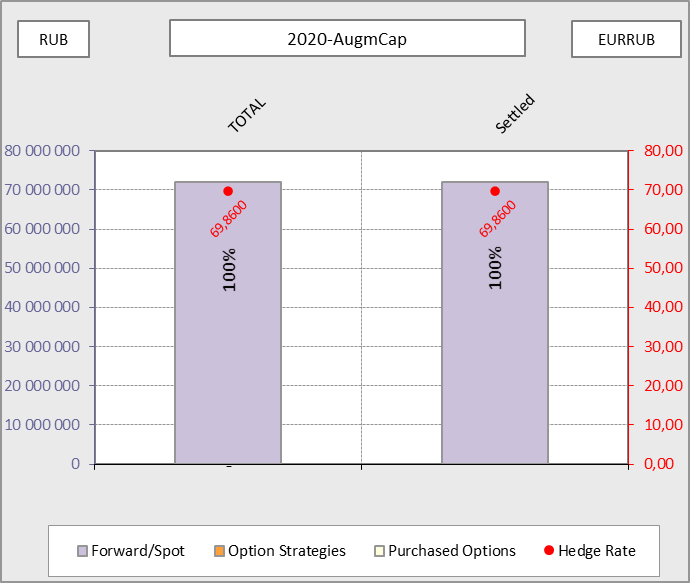 RUB
2020-AugmCap
EURRUB
TOTAL
Settled
80 000 000
70 000 000
60 000 000
50 000 000
40 000 000
30 000 000
20 000 000
10 000 000
0
69,8600
100%
-
69,8600
100%
80,00
70,00
60,00
50,00
40,00
30,00
20,00
10,00
0,00
Forward/Spot
Option Strategies
Purchased Options
Hedge Rate